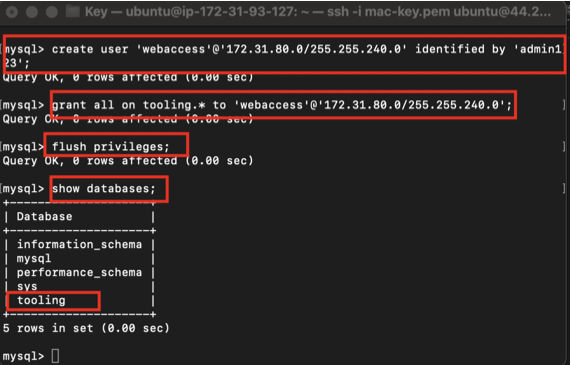 Key — ubuntu@ip-172-31-93-127: ~ — ssh -i mac-key.pem ubuntu@44.2...
[mysql> create user 'webaccess'@'172.31.80.0/255.255.240.0' identified by 'admin1 ]
23';
Query OK, 0 rows affected (0.00 sec)
[mysql> grant all on tooling.* to 'webaccess'@'172.31.80.0/255.255.240.0'; ]
Query OK, 0 rows affected (0.00 sec)
[mysql> flush privileges; ]
Query OK, 0 rows affected (0.00 sec)
[mysql> show databases; ]
+--------------------+
| Database |
+--------------------+
| information_schema |
| mysql |
| performance_schema |
| sys |
| tooling |
+--------------------+
5 rows in set (0.00 sec)
mysql>